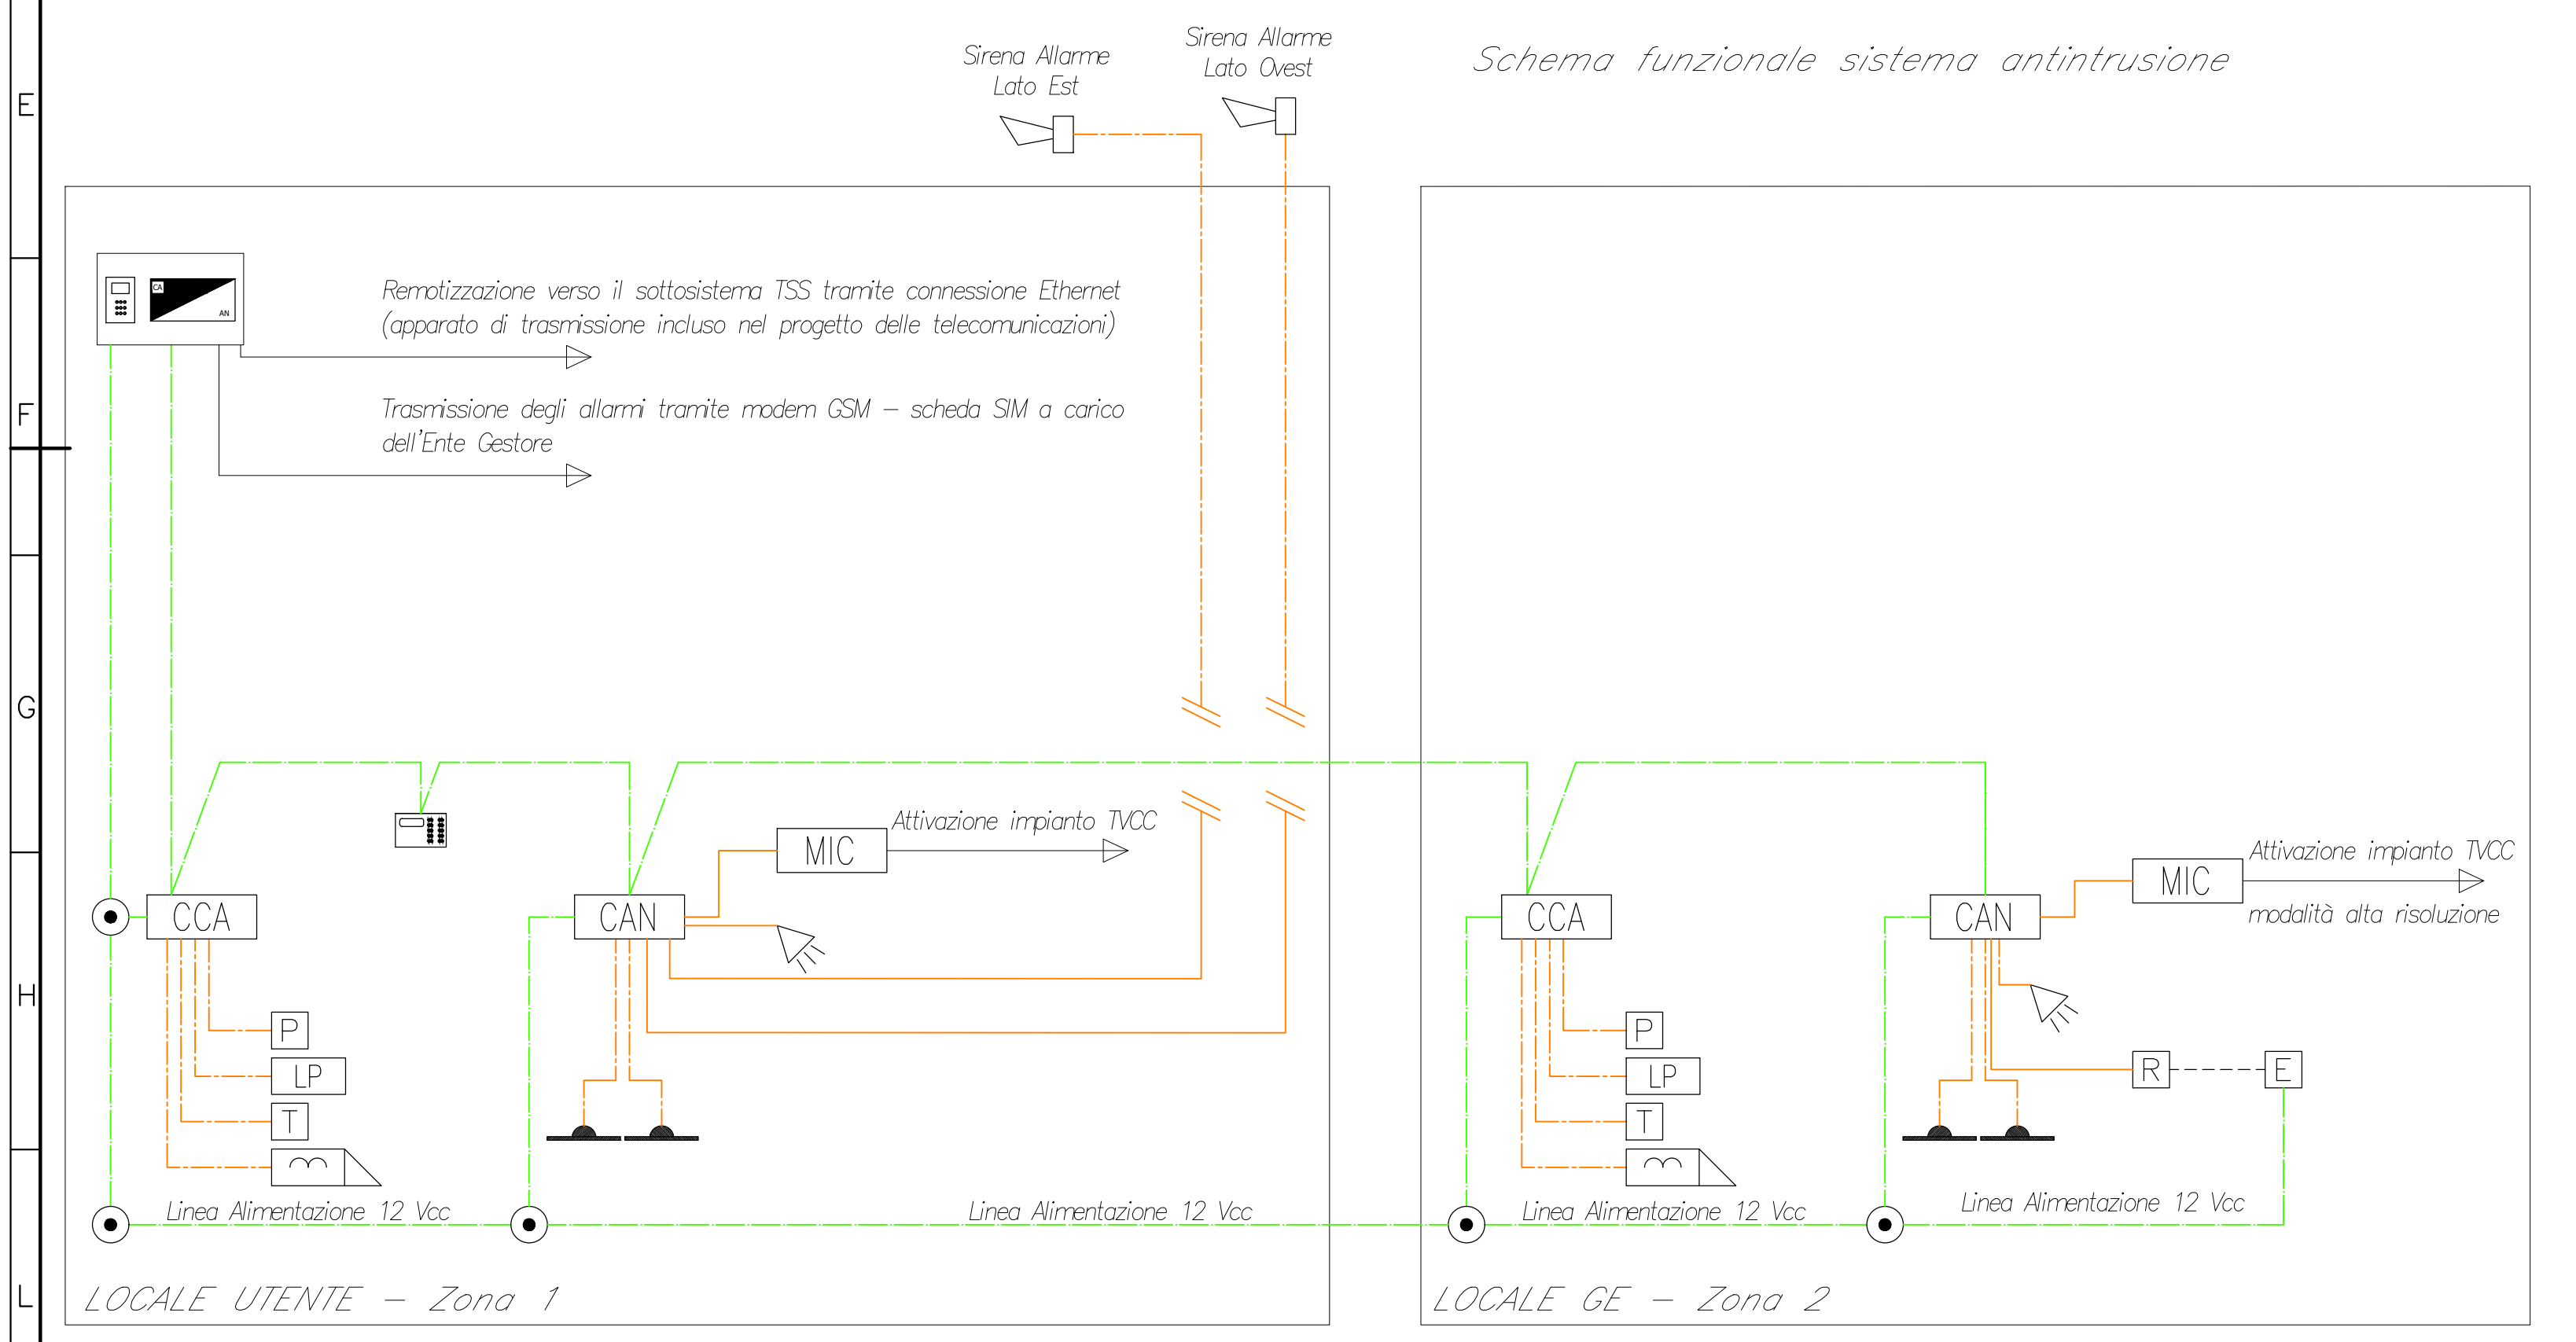 Sirena Allarme
Lato Est
Sirena Allarme
Lato Ovest
Schema funzionale sistema antintrusione
E
F
G
H
L
CA
AN
Remotizzazione verso il sottosistema TSS tramite connessione Ethernet
(apparato di trasmissione incluso nel progetto delle telecomunicazioni)
Trasmissione degli allarmi tramite modem GSM – scheda SIM a carico
dell'Ente Gestore
CCA
P
LP
T
CAN
MIC
Attivazione impianto TVCC
Linea Alimentazione 12 Vcc
Linea Alimentazione 12 Vcc
LOCALE UTENTE – Zona 1
CCA
P
LP
T
CAN
MIC
Attivazione impianto TVCC
modalità alta risoluzione
R
E
Linea Alimentazione 12 Vcc
Linea Alimentazione 12 Vcc
LOCALE GE – Zona 2